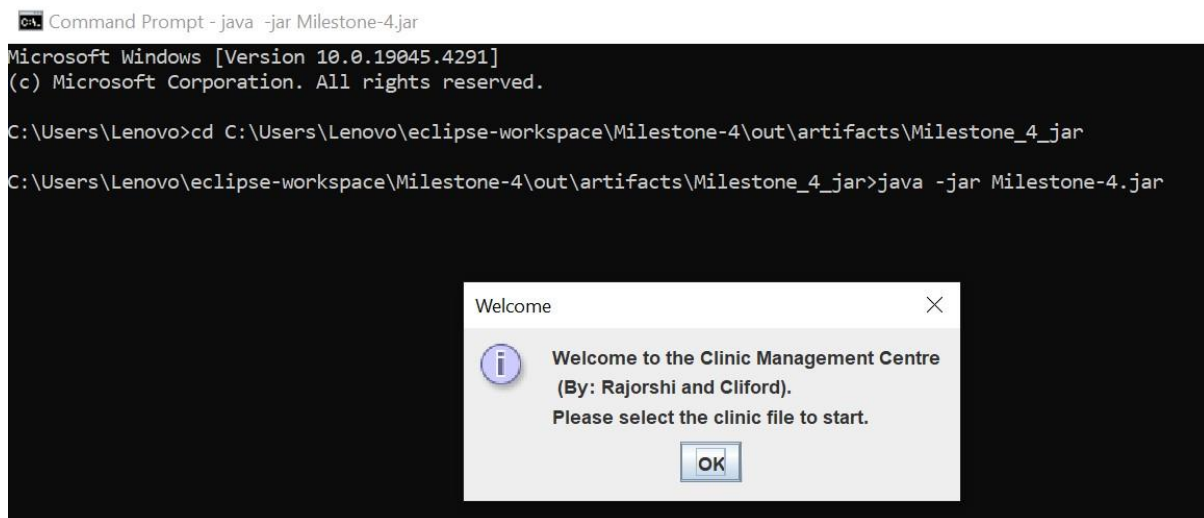 Command Prompt - java  -jar Milestone-4.jar
Microsoft Windows [Version 10.0.19045.4291]
(c) Microsoft Corporation. All rights reserved.
C:\Users\Lenovo>cd C:\Users\Lenovo\eclipse-workspace\Milestone-4\out\artifacts\Milestone_4_jar
C:\Users\Lenovo\eclipse-workspace\Milestone-4\out\artifacts\Milestone_4_jar>java -jar Milestone-4.jar
Welcome
Welcome to the Clinic Management Centre
(By: Rajorshi and Cliford).
Please select the clinic file to start.
OK